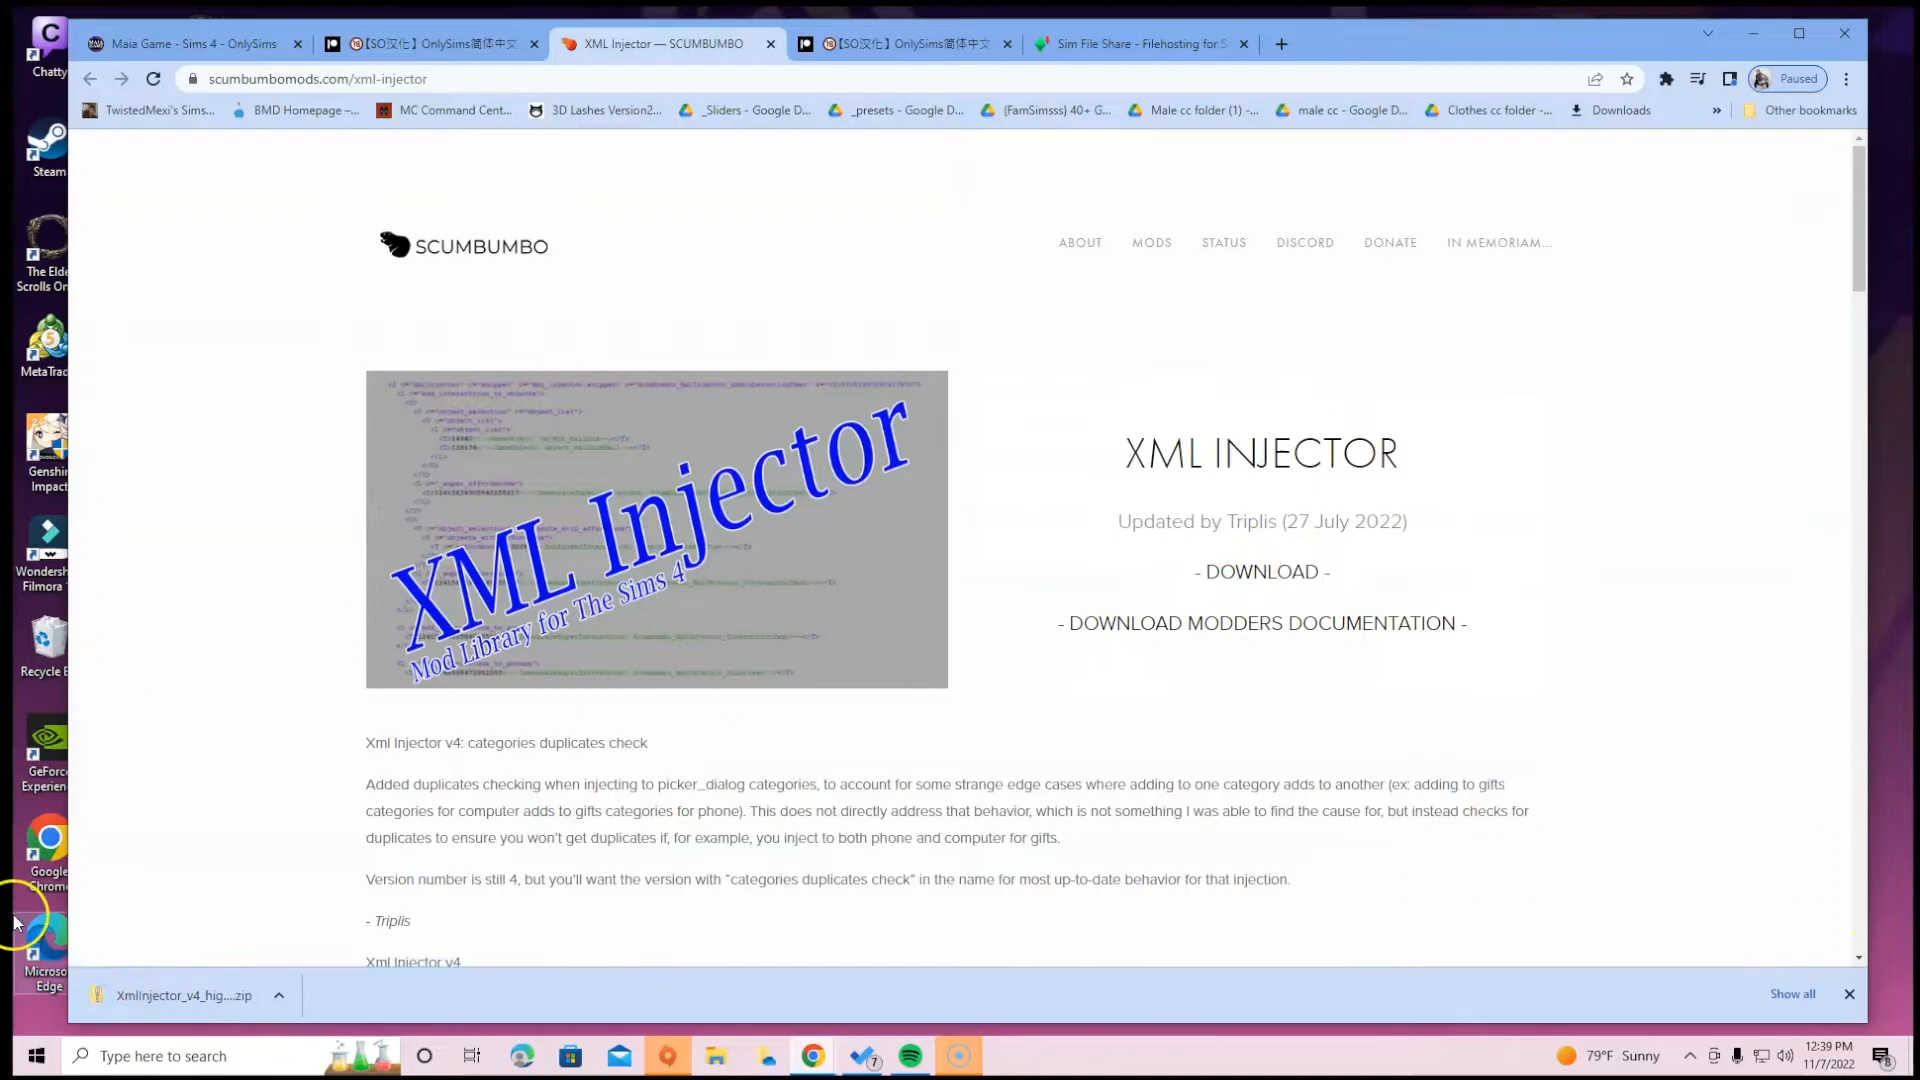 Maia Game - Sims 4 - OnlySims
【SO汉化】OnlySims简体中文
XML Injector — SCUMBUMBO
【SO汉化】OnlySims简体中文
Sim File Share - Filehosting for S
scumbumbomods.com/xml-injector
Paused
TwistedMexi's Sims...
BMD Homepage –...
MC Command Cent...
3D Lashes Version2...
_Sliders - Google D...
_presets - Google D...
(FamSimsss) 40+ G...
Male cc folder (1) -...
male cc - Google D...
Clothes cc folder -...
Downloads
»
Other bookmarks
Chatty
Steam
The Elde
Scrolls On
MetaTrad
Genshi
Impact
Wondersh
Filmora
Recycle B
GeForce
Experien
Google
Chrome
Microso
Edge
SCUMBUMBO
ABOUT
MODS
STATUS
DISCORD
DONATE
IN MEMORIAM...
XML Injector
Mod Library for The Sims 4
XML INJECTOR
Updated by Triplis (27 July 2022)
- DOWNLOAD -
- DOWNLOAD MODDERS DOCUMENTATION -
Xml Injector v4: categories duplicates check
Added duplicates checking when injecting to picker_dialog categories, to account for some strange edge cases where adding to one category adds to another (ex: adding to gifts
categories for computer adds to gifts categories for phone). This does not directly address that behavior, which is not something I was able to find the cause for, but instead checks for
duplicates to ensure you won't get duplicates if, for example, you inject to both phone and computer for gifts.
Version number is still 4, but you'll want the version with "categories duplicates check" in the name for most up-to-date behavior for that injection.
- Triplis
Xml Injector v4
XmlInjector_v4_hig....zip
Show all
Type here to search
7
79°F Sunny
12:39 PM
11/7/2022
8